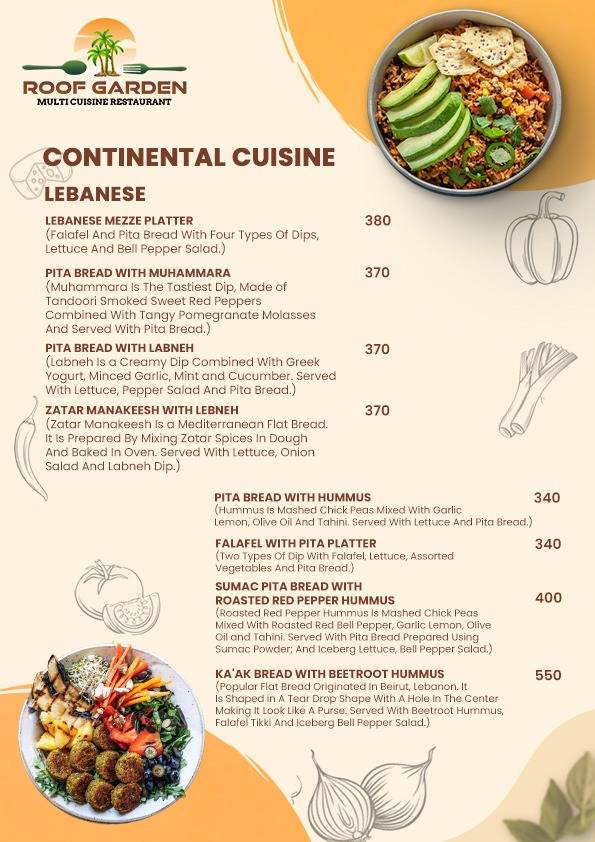 ROOF GARDEN
MULTI CUISINE RESTAURANT
CONTINENTAL CUISINE
LEBANESE
LEBANESE MEZZE PLATTER 380
(Falafel And Pita Bread With Four Types Of Dips,
Lettuce And Bell Pepper Salad.)
PITA BREAD WITH MUHAMMARA 370
(Muhammara Is The Tastiest Dip, Made of
Tandoori Smoked Sweet Red Peppers
Combined With Tangy Pomegranate Molasses
And Served With Pita Bread.)
PITA BREAD WITH LABNEH 370
(Labneh Is a Creamy Dip Combined With Greek
Yogurt, Minced Garlic, Mint and Cucumber. Served
With Lettuce, Pepper Salad And Pita Bread.)
ZATAR MANAKEESH WITH LEBNEH 370
(Zatar Manakeesh Is a Mediterranean Flat Bread.
It Is Prepared By Mixing Zatar Spices In Dough
And Baked In Oven. Served With Lettuce, Onion
Salad And Labneh Dip.)
PITA BREAD WITH HUMMUS 340
(Hummus Is Mashed Chick Peas Mixed With Garlic
Lemon, Olive Oil And Tahini. Served With Lettuce And Pita Bread.)
FALAFEL WITH PITA PLATTER 340
(Two Types Of Dip With Falafel, Lettuce, Assorted
Vegetables And Pita Bread.)
SUMAC PITA BREAD WITH
ROASTED RED PEPPER HUMMUS 400
(Roasted Red Pepper Hummus Is Mashed Chick Peas
Mixed With Roasted Red Bell Pepper, Garlic Lemon, Olive
Oil and Tahini. Served With Pita Bread Prepared Using
Sumac Powder; And Iceberg Lettuce, Bell Pepper Salad.)
KA'AK BREAD WITH BEETROOT HUMMUS 550
(Popular Flat Bread Originated In Beirut, Lebanon. It
Is Shaped in A Tear Drop Shape With A Hole In The Center
Making It Look Like A Purse. Served With Beetroot Hummus,
Falafel Tikki And Iceberg Bell Pepper Salad.)